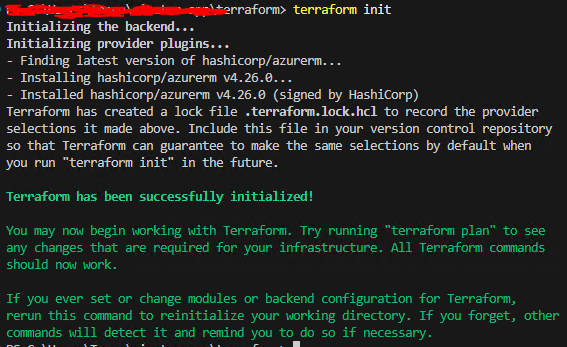 \terraform> terraform init
Initializing the backend...
Initializing provider plugins...
- Finding latest version of hashicorp/azurerm...
- Installing hashicorp/azurerm v4.26.0...
- Installed hashicorp/azurerm v4.26.0 (signed by HashiCorp)
Terraform has created a lock file .terraform.lock.hcl to record the provider
selections it made above. Include this file in your version control repository
so that Terraform can guarantee to make the same selections by default when
you run "terraform init" in the future.
Terraform has been successfully initialized!
You may now begin working with Terraform. Try running "terraform plan" to see
any changes that are required for your infrastructure. All Terraform commands
should now work.
If you ever set or change modules or backend configuration for Terraform,
rerun this command to reinitialize your working directory. If you forget, other
commands will detect it and remind you to do so if necessary.